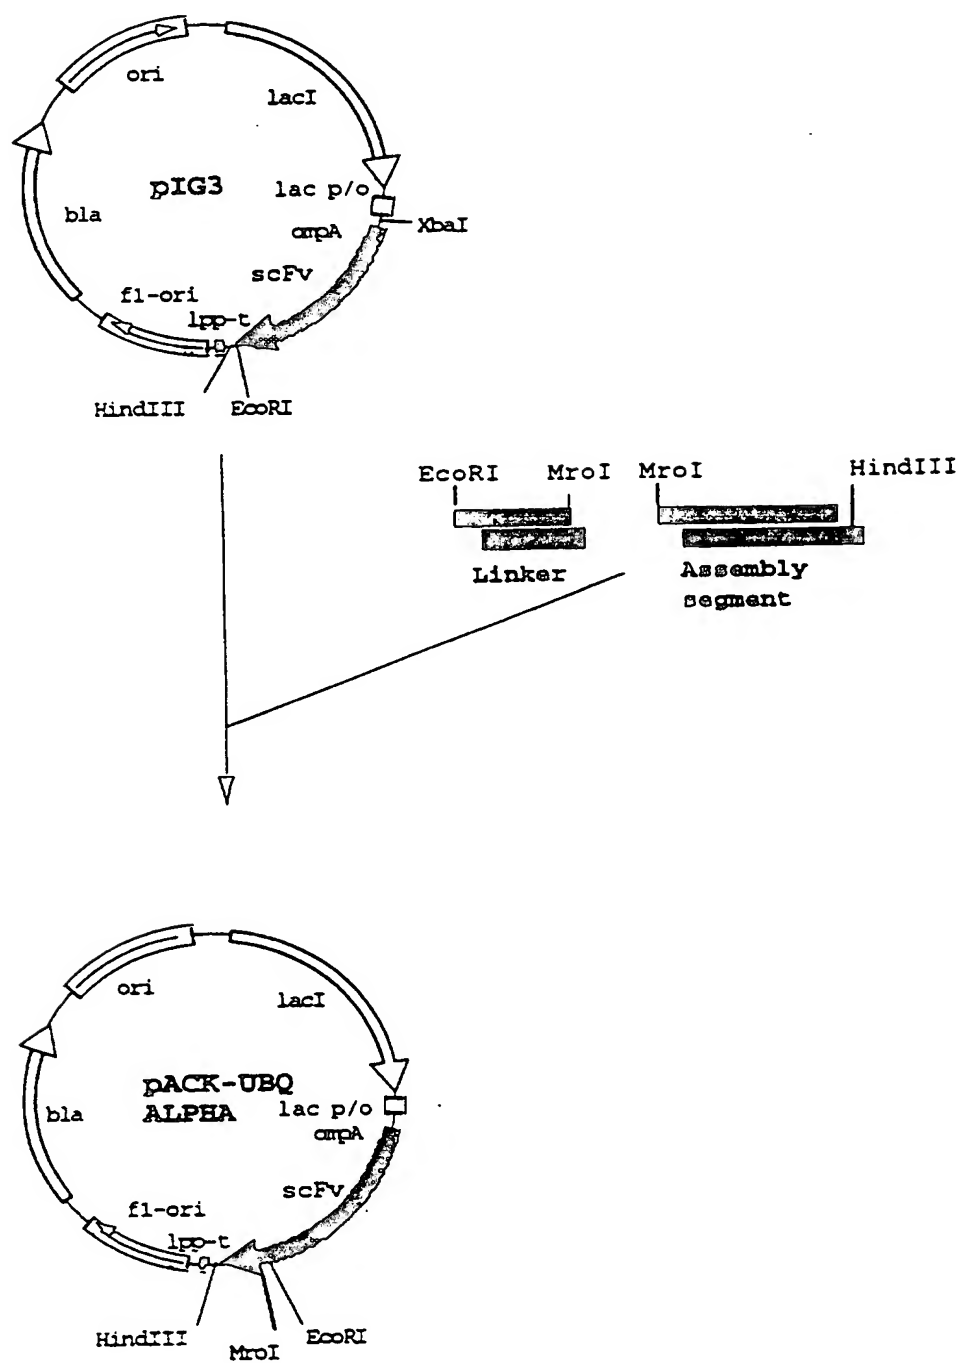 ori
lacI
pIG3
lac p/o
bla
ompA
XbaI
scFv
f1-ori
lpp-t
HindIII
EcoRI
EcoRI
MroI
MroI
HindIII
Linker
Assembly
segment
ori
lacI
pACK-UBQ
ALPHA
lac p/o
bla
ompA
scFv
f1-ori
lpp-t
HindIII
MroI
EcoRI